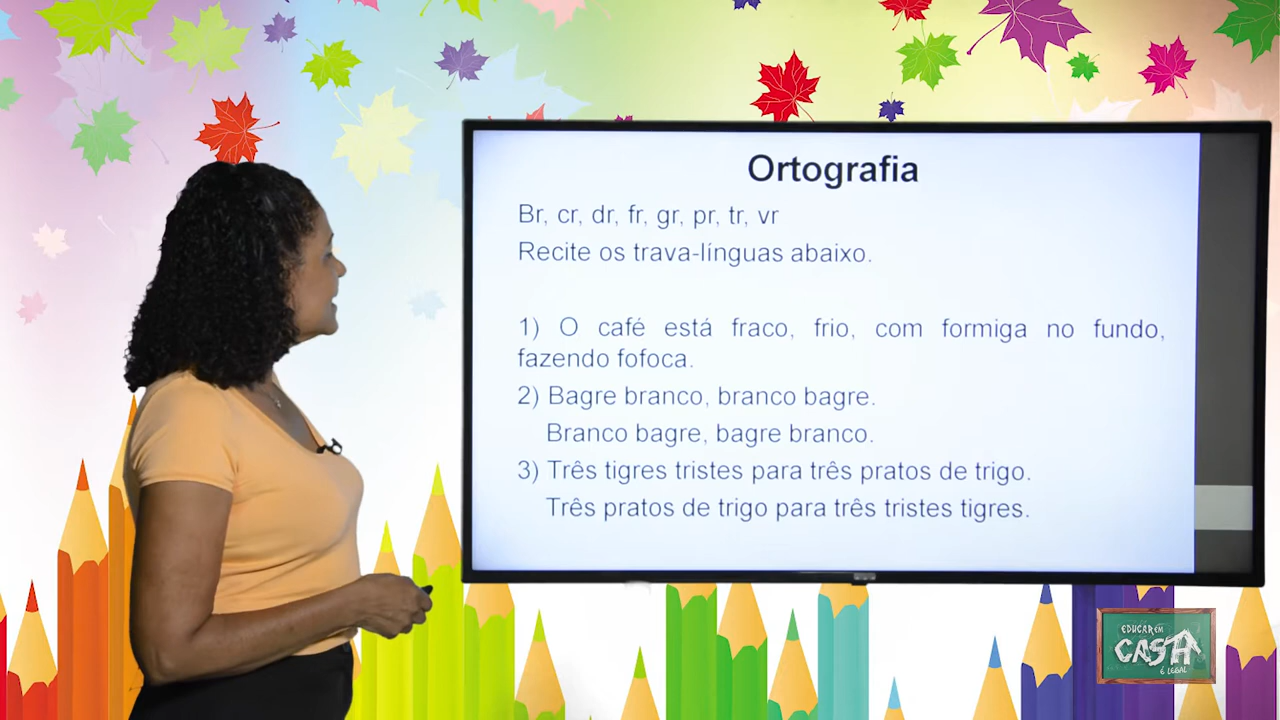 Ortografia
Br, cr, dr, fr, gr, pr, tr, vr
Recite os trava-línguas abaixo.
1) O café está fraco, frio, com formiga no fundo,
fazendo fofoca.
2) Bagre branco, branco bagre.
Branco bagre, bagre branco.
3) Três tigres tristes para três pratos de trigo.
Três pratos de trigo para três tristes tigres.
EDUCAR EM
CASA
É LEGAL